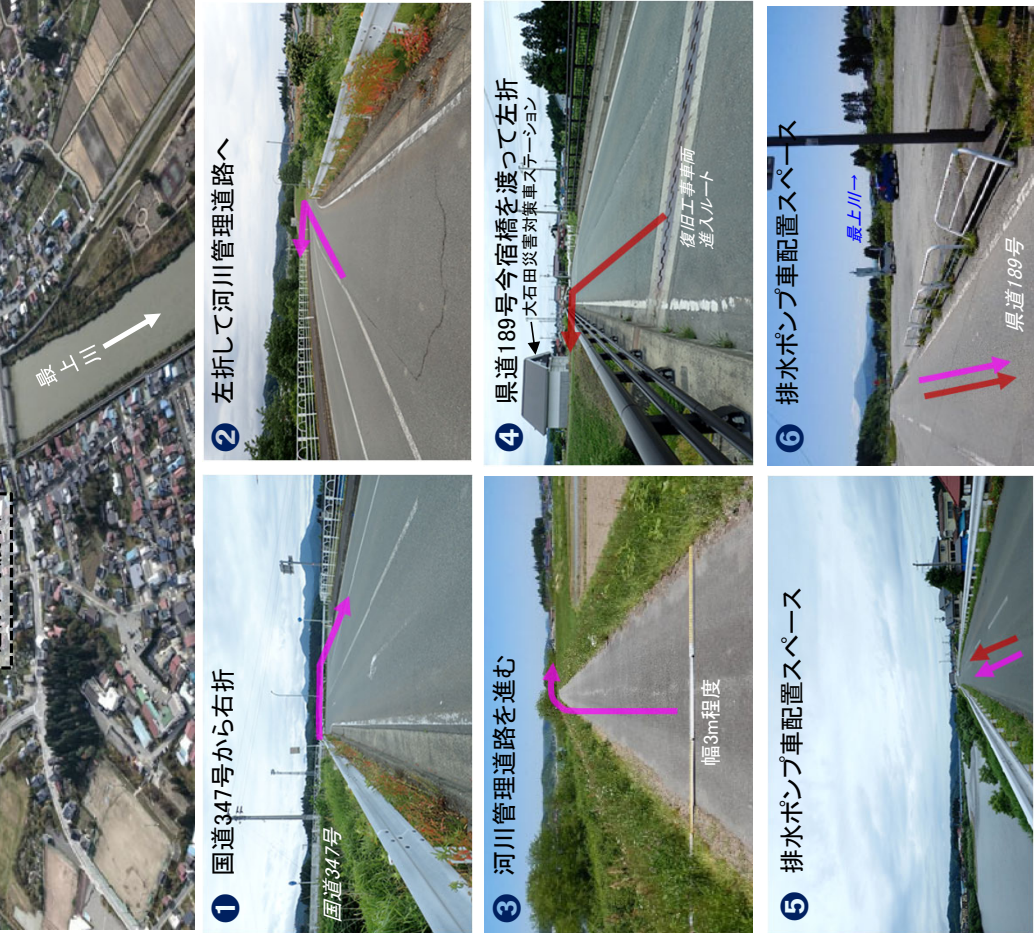 最上川
❶ 国道347号から右折
国道347号
❷ 左折して河川管理道路へ
❸ 河川管理道路を進む
幅3m程度
❹ 県道189号今宿橋を渡って左折
大石田災害対策車ステーション
復旧工事車両
進入ルート
❺ 排水ポンプ車配置スペース
❻ 排水ポンプ車配置スペース
最上川→
県道189号